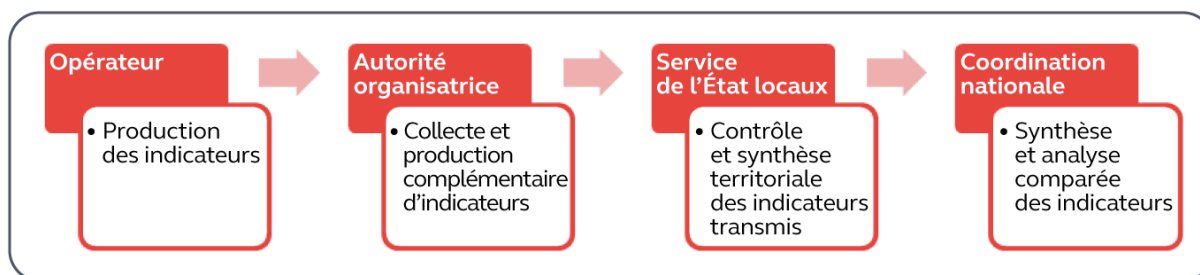 Opérateur
• Production
des indicateurs
Autorité
organisatrice
• Collecte et
production
complémentaire
d'indicateurs
Service
de l'État locaux
• Contrôle
et synthèse
territoriale
des indicateurs
transmis
Coordination
nationale
• Synthèse
et analyse
comparée
des indicateurs